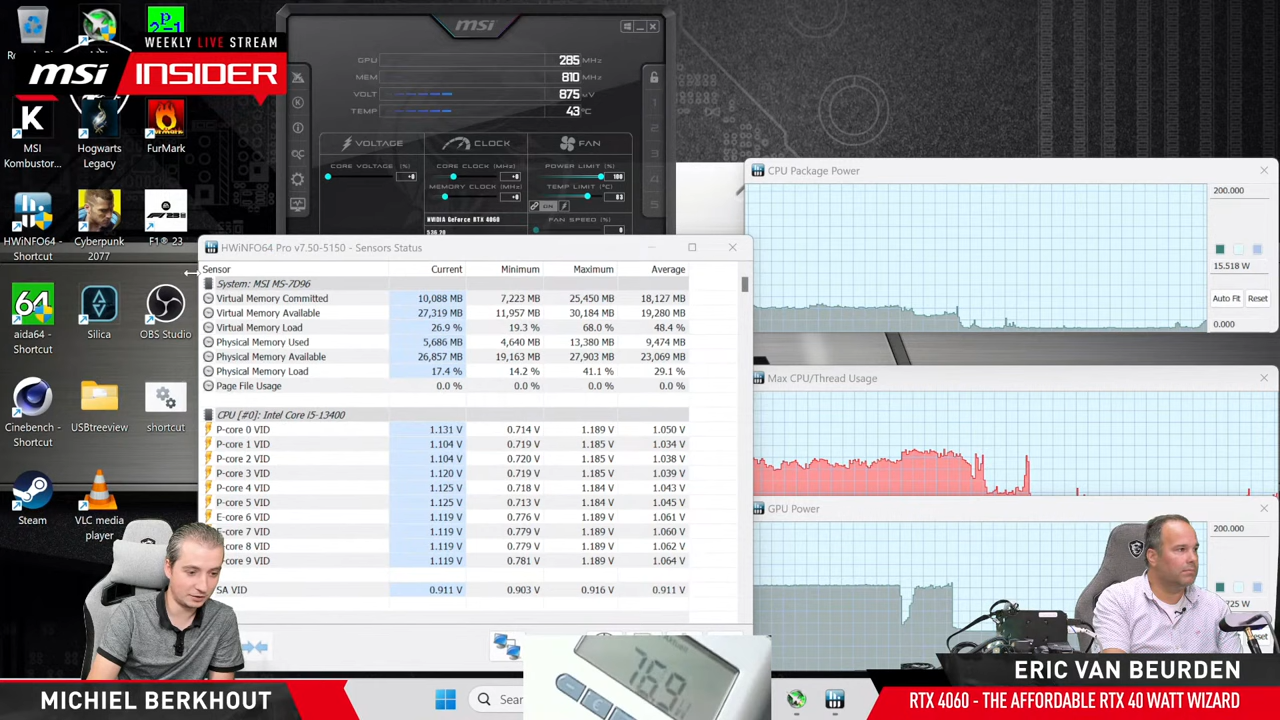 WEEKLY LIVE STREAM
msi INSIDER
MSI Kombustor...
Hogwarts Legacy
FurMark
HWiNFO64 - Shortcut
Cyberpunk 2077
F1® 23
64
aida64 - Shortcut
Silica
OBS Studio
Cinebench - Shortcut
USBtreeview
shortcut
Steam
VLC media player
msi
GPU 285 MHz
MEM 810 MHz
VOLT 875 mV
TEMP 43 °C
VOLTAGE
CLOCK
FAN
CORE VOLTAGE (%) +0
CORE CLOCK (MHz) +0
MEMORY CLOCK (MHz) +0
POWER LIMIT (%) 100
TEMP LIMIT (°C) 83
FAN SPEED (%) 0
NVIDIA GeForce RTX 4060
536.20
HWiNFO64 Pro v7.50-5150 - Sensors Status
Sensor Current Minimum Maximum Average
System: MSI MS-7D96
Virtual Memory Committed 10,088 MB 7,223 MB 25,450 MB 18,127 MB
Virtual Memory Available 27,319 MB 11,957 MB 30,184 MB 19,280 MB
Virtual Memory Load 26.9 % 19.3 % 68.0 % 48.4 %
Physical Memory Used 5,686 MB 4,640 MB 13,380 MB 9,474 MB
Physical Memory Available 26,857 MB 19,163 MB 27,903 MB 23,069 MB
Physical Memory Load 17.4 % 14.2 % 41.1 % 29.1 %
Page File Usage 0.0 % 0.0 % 0.0 % 0.0 %
CPU [#0]: Intel Core i5-13400
P-core 0 VID 1.131 V 0.714 V 1.189 V 1.050 V
P-core 1 VID 1.104 V 0.719 V 1.185 V 1.034 V
P-core 2 VID 1.104 V 0.720 V 1.185 V 1.038 V
P-core 3 VID 1.120 V 0.719 V 1.185 V 1.039 V
P-core 4 VID 1.125 V 0.718 V 1.184 V 1.043 V
P-core 5 VID 1.125 V 0.713 V 1.184 V 1.045 V
E-core 6 VID 1.119 V 0.776 V 1.189 V 1.061 V
E-core 7 VID 1.119 V 0.779 V 1.189 V 1.060 V
E-core 8 VID 1.119 V 0.779 V 1.189 V 1.062 V
E-core 9 VID 1.119 V 0.781 V 1.189 V 1.064 V
SA VID 0.911 V 0.903 V 0.916 V 0.911 V
CPU Package Power
200.000
15.518 W
Auto Fit Reset
0.000
Max CPU/Thread Usage
GPU Power
200.000
Sear
76.9
MICHIEL BERKHOUT
ERIC VAN BEURDEN
RTX 4060 - THE AFFORDABLE RTX 40 WATT WIZARD